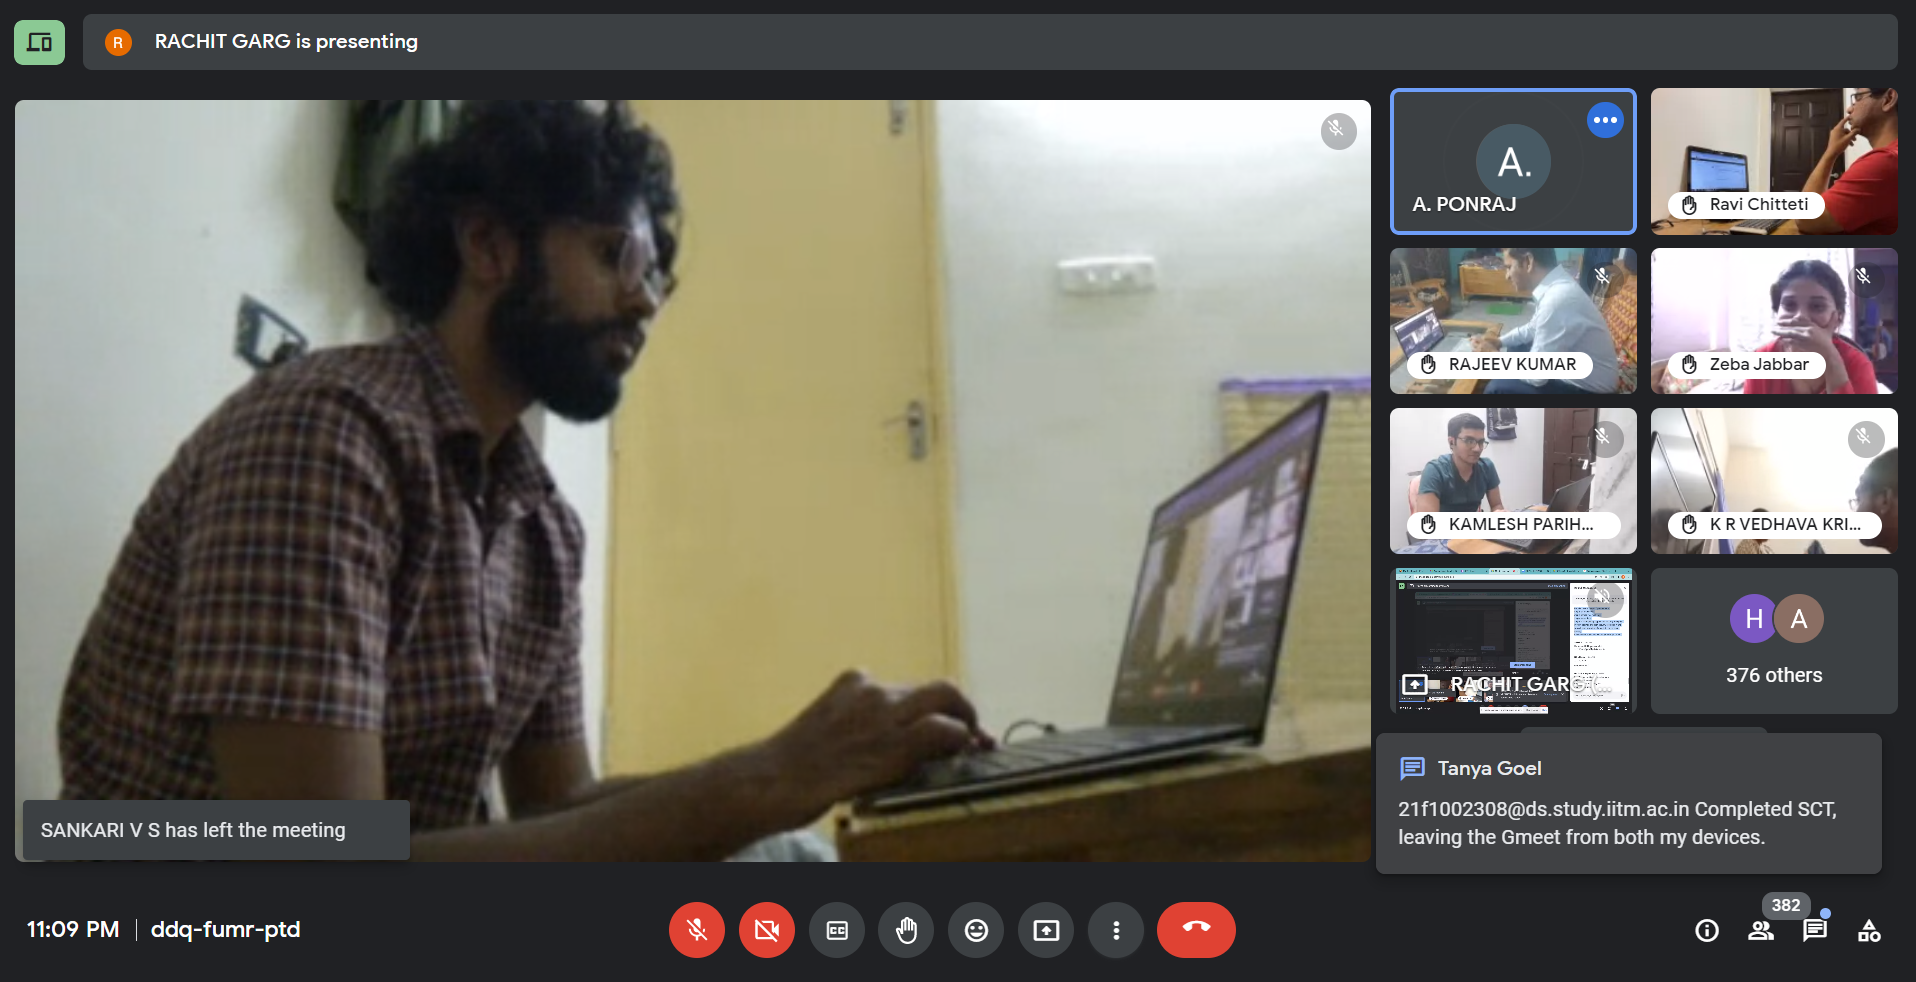 R RACHIT GARG is presenting
A.
A. PONRAJ
Ravi Chitteti
RAJEEV KUMAR
Zeba Jabbar
KAMLESH PARIH...
K R VEDHAVA KRI...
RACHIT GARG (...
H A
376 others
SANKARI V S has left the meeting
Tanya Goel
21f1002308@ds.study.iitm.ac.in Completed SCT,
leaving the Gmeet from both my devices.
11:09 PM | ddq-fumr-ptd
CC
382